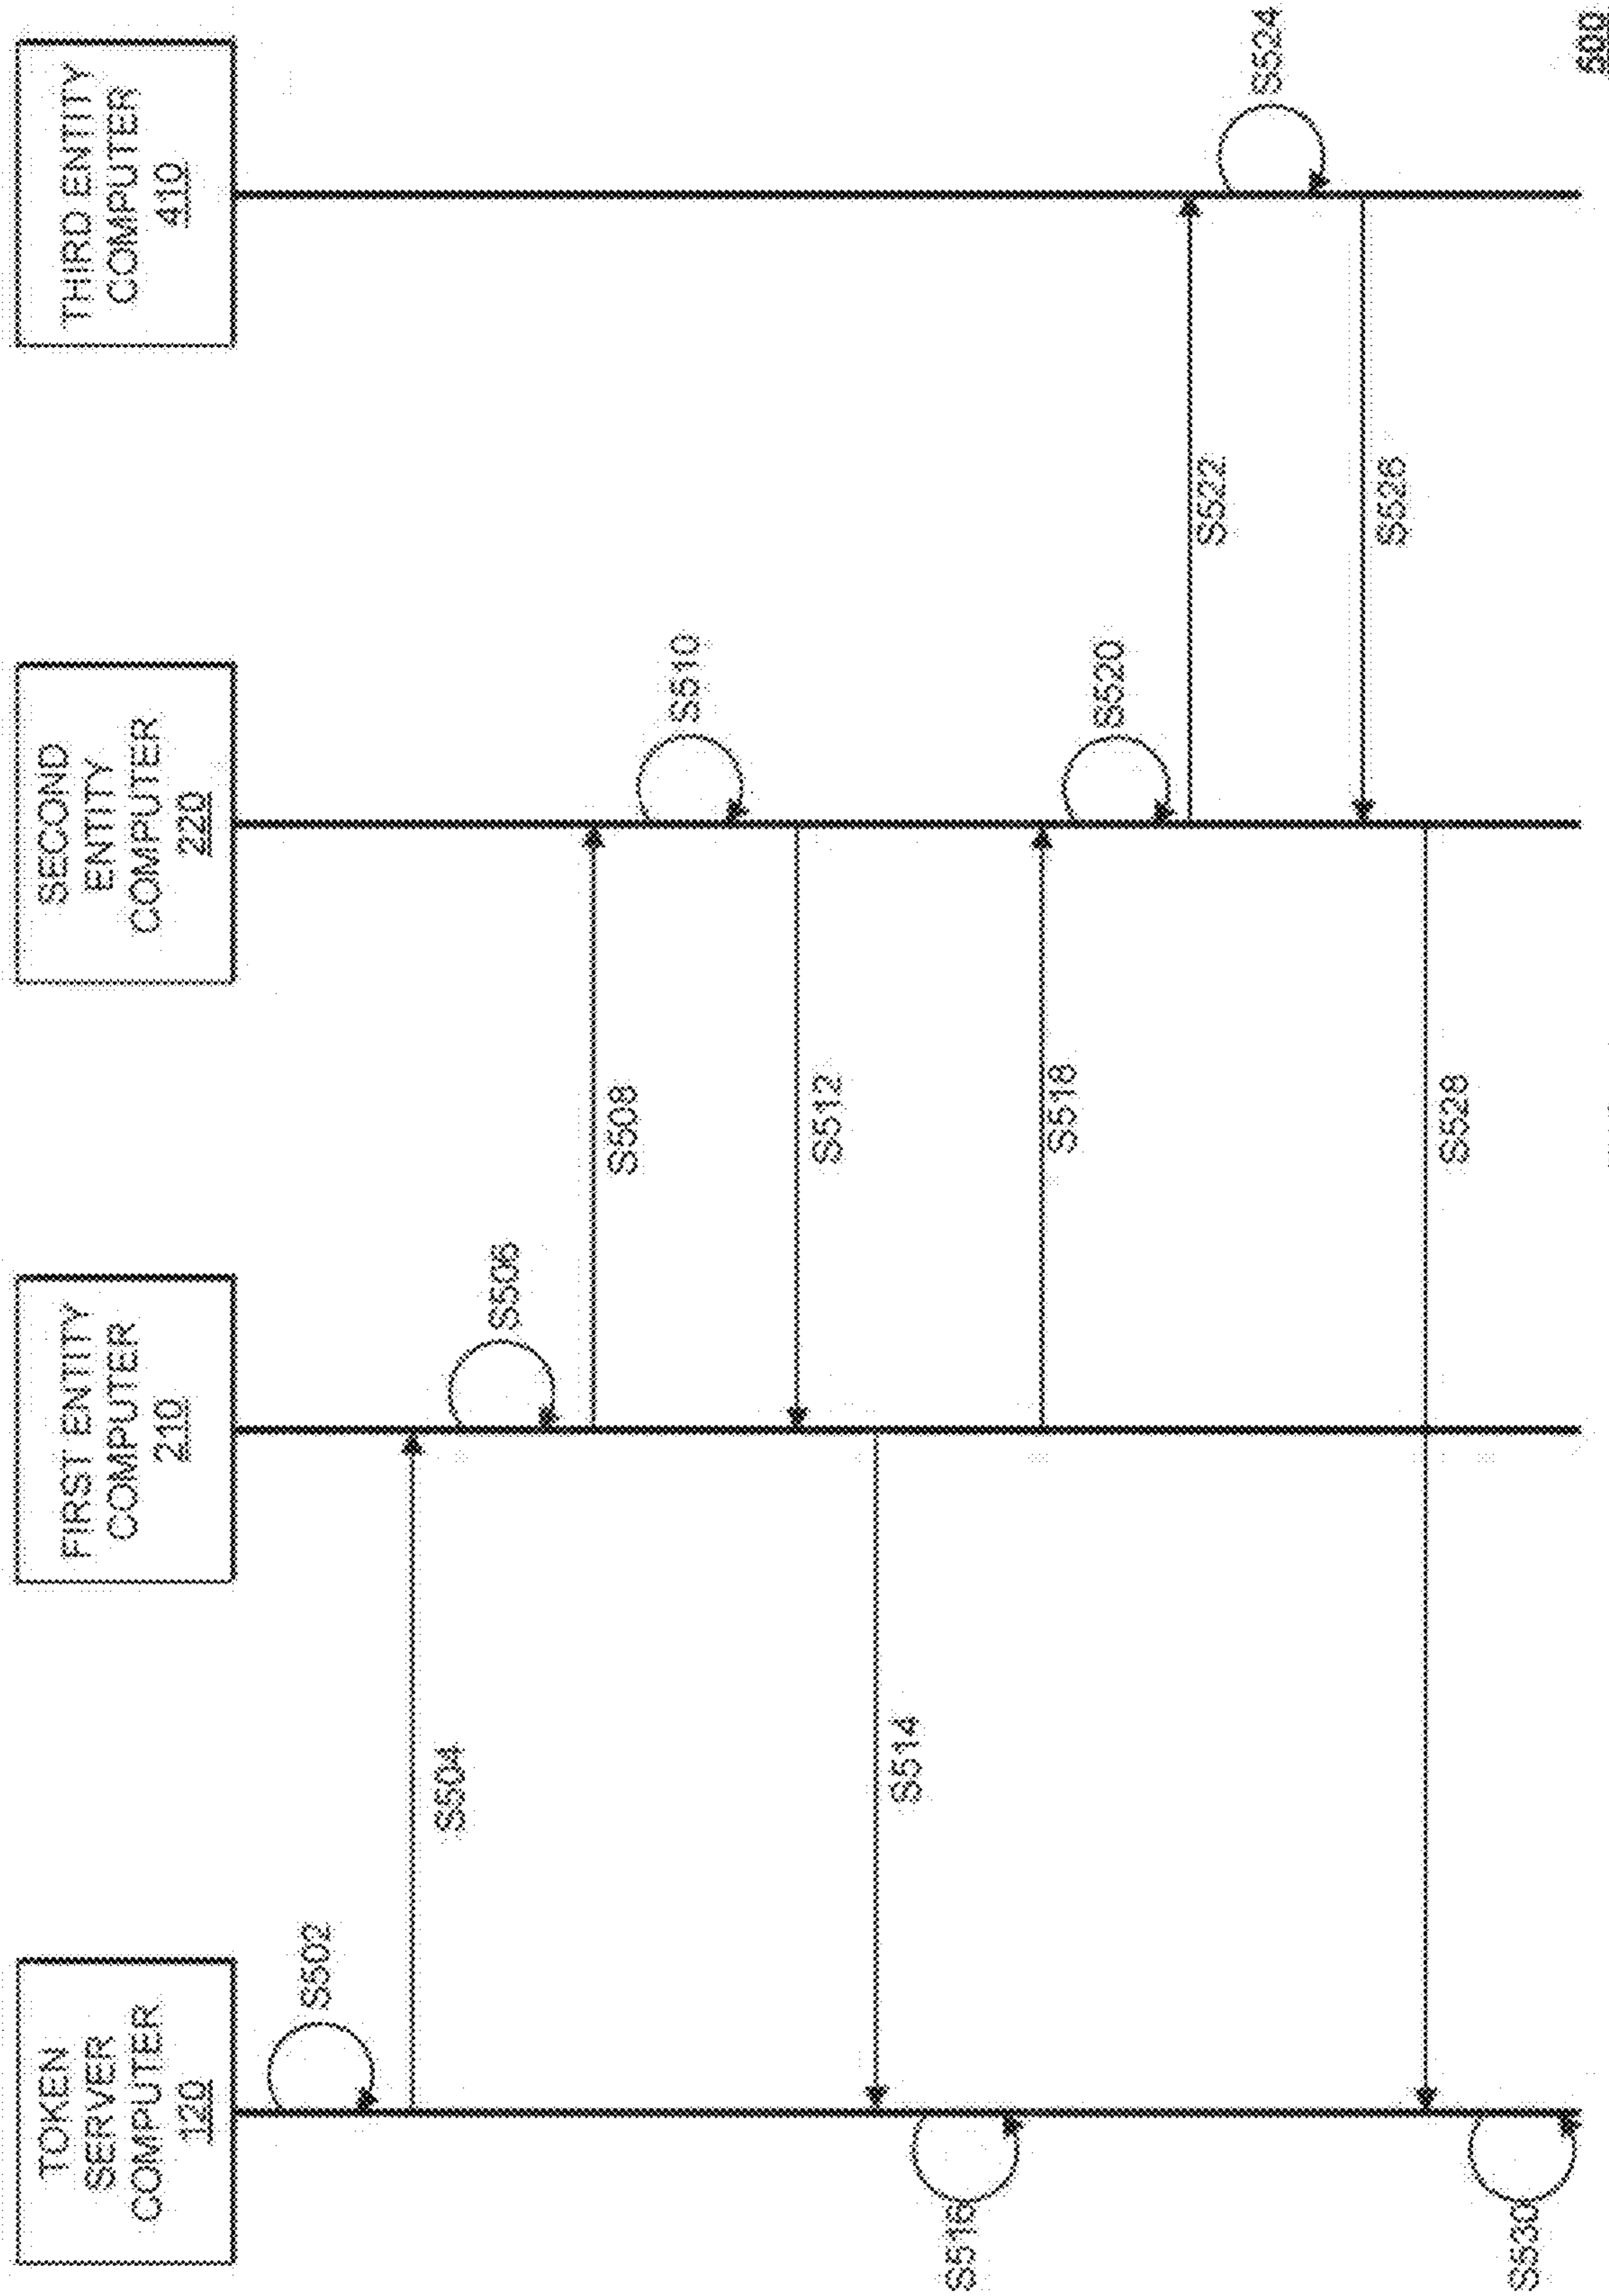 TOKEN
SERVER
COMPUTER
120
FIRST ENTITY
COMPUTER
210
SECOND
ENTITY
COMPUTER
220
THIRD ENTITY
COMPUTER
410
S502
S504
S506
S508
S510
S512
S514
S516
S518
S520
S522
S524
S526
S528
S530
500